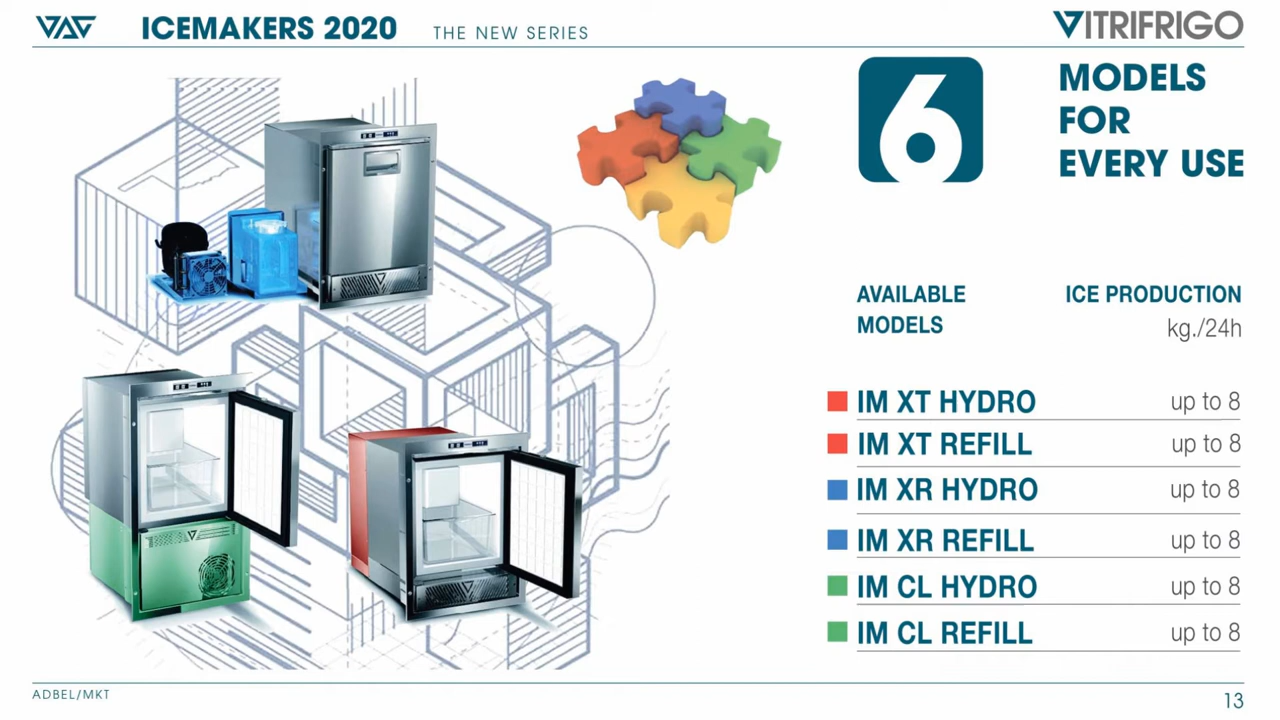 ICEMAKERS 2020 THE NEW SERIES
VITRIFRIGO
6
MODELS
FOR
EVERY USE
AVAILABLE
MODELS
ICE PRODUCTION
kg./24h
IM XT HYDRO up to 8
IM XT REFILL up to 8
IM XR HYDRO up to 8
IM XR REFILL up to 8
IM CL HYDRO up to 8
IM CL REFILL up to 8
ADBEL/MKT
13